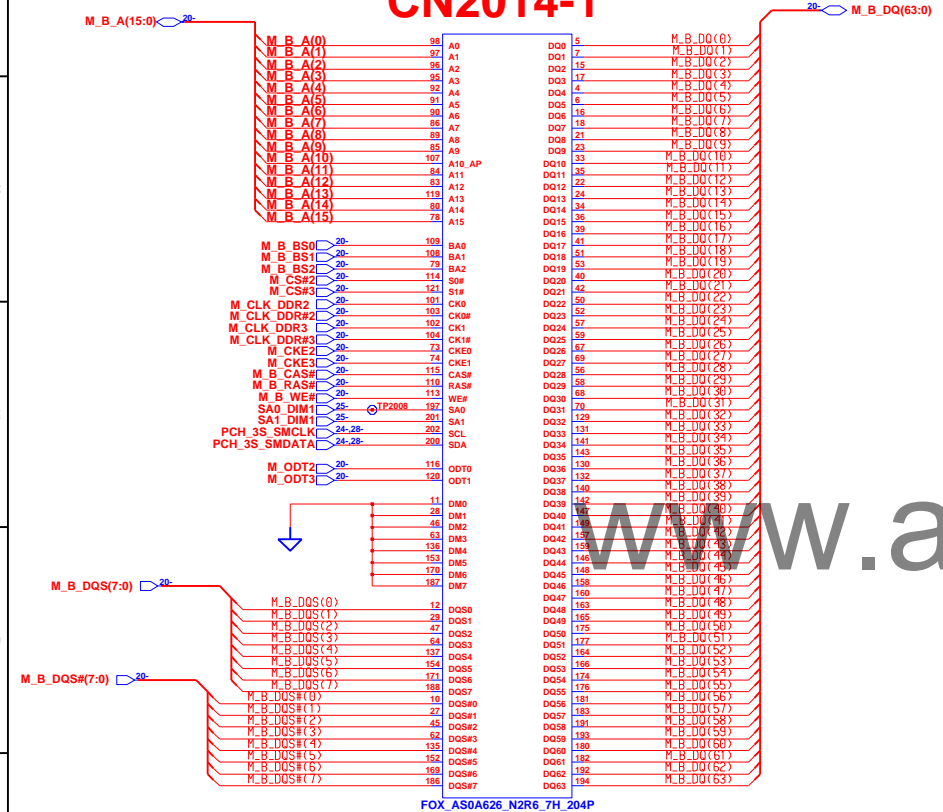 CN2014-1
M_B_A(15:0) 20-
20- M_B_DQ(63:0)
M_B_A(0) 98 A0 DQ0 5 M_B_DQ(0)
M_B_A(1) 97 A1 DQ1 7 M_B_DQ(1)
M_B_A(2) 96 A2 DQ2 15 M_B_DQ(2)
M_B_A(3) 95 A3 DQ3 17 M_B_DQ(3)
M_B_A(4) 92 A4 DQ4 4 M_B_DQ(4)
M_B_A(5) 91 A5 DQ5 6 M_B_DQ(5)
M_B_A(6) 90 A6 DQ6 16 M_B_DQ(6)
M_B_A(7) 86 A7 DQ7 18 M_B_DQ(7)
M_B_A(8) 89 A8 DQ8 21 M_B_DQ(8)
M_B_A(9) 85 A9 DQ9 23 M_B_DQ(9)
M_B_A(10) 107 A10_AP DQ10 33 M_B_DQ(10)
M_B_A(11) 84 A11 DQ11 35 M_B_DQ(11)
M_B_A(12) 83 A12 DQ12 22 M_B_DQ(12)
M_B_A(13) 119 A13 DQ13 24 M_B_DQ(13)
M_B_A(14) 80 A14 DQ14 34 M_B_DQ(14)
M_B_A(15) 78 A15 DQ15 36 M_B_DQ(15)
DQ16 39 M_B_DQ(16)
M_B_BS0 20- 109 BA0 DQ17 41 M_B_DQ(17)
M_B_BS1 20- 108 BA1 DQ18 51 M_B_DQ(18)
M_B_BS2 20- 79 BA2 DQ19 53 M_B_DQ(19)
M_CS#2 20- 114 S0# DQ20 40 M_B_DQ(20)
M_CS#3 20- 121 S1# DQ21 42 M_B_DQ(21)
M_CLK_DDR2 20- 101 CK0 DQ22 50 M_B_DQ(22)
M_CLK_DDR#2 20- 103 CK0# DQ23 52 M_B_DQ(23)
M_CLK_DDR3 20- 102 CK1 DQ24 57 M_B_DQ(24)
M_CLK_DDR#3 20- 104 CK1# DQ25 59 M_B_DQ(25)
M_CKE2 20- 73 CKE0 DQ26 67 M_B_DQ(26)
M_CKE3 20- 74 CKE1 DQ27 69 M_B_DQ(27)
M_B_CAS# 20- 115 CAS# DQ28 56 M_B_DQ(28)
M_B_RAS# 20- 110 RAS# DQ29 58 M_B_DQ(29)
M_B_WE# 20- 113 WE# DQ30 68 M_B_DQ(30)
SA0_DIM1 25- TP2008 197 SA0 DQ31 70 M_B_DQ(31)
SA1_DIM1 25- 201 SA1 DQ32 129 M_B_DQ(32)
PCH_3S_SMCLK 24-,28- 202 SCL DQ33 131 M_B_DQ(33)
PCH_3S_SMDATA 24-,28- 200 SDA DQ34 141 M_B_DQ(34)
DQ35 143 M_B_DQ(35)
M_ODT2 20- 116 ODT0 DQ36 130 M_B_DQ(36)
M_ODT3 20- 120 ODT1 DQ37 132 M_B_DQ(37)
DQ38 140 M_B_DQ(38)
11 DM0 DQ39 142 M_B_DQ(39)
28 DM1 DQ40 147 M_B_DQ(40)
46 DM2 DQ41 149 M_B_DQ(41)
63 DM3 DQ42 157 M_B_DQ(42)
136 DM4 DQ43 159 M_B_DQ(43)
153 DM5 DQ44 146 M_B_DQ(44)
170 DM6 DQ45 148 M_B_DQ(45)
187 DM7 DQ46 158 M_B_DQ(46)
www.a
M_B_DQS(7:0) 20-
DQ47 160 M_B_DQ(47)
M_B_DQS(0) 12 DQS0 DQ48 163 M_B_DQ(48)
M_B_DQS(1) 29 DQS1 DQ49 165 M_B_DQ(49)
M_B_DQS(2) 47 DQS2 DQ50 175 M_B_DQ(50)
M_B_DQS(3) 64 DQS3 DQ51 177 M_B_DQ(51)
M_B_DQS(4) 137 DQS4 DQ52 164 M_B_DQ(52)
M_B_DQS(5) 154 DQS5 DQ53 166 M_B_DQ(53)
M_B_DQS(6) 171 DQS6 DQ54 174 M_B_DQ(54)
M_B_DQS(7) 188 DQS7 DQ55 176 M_B_DQ(55)
M_B_DQS#(7:0) 20-
M_B_DQS#(0) 10 DQS#0 DQ56 181 M_B_DQ(56)
M_B_DQS#(1) 27 DQS#1 DQ57 183 M_B_DQ(57)
M_B_DQS#(2) 45 DQS#2 DQ58 191 M_B_DQ(58)
M_B_DQS#(3) 62 DQS#3 DQ59 193 M_B_DQ(59)
M_B_DQS#(4) 135 DQS#4 DQ60 180 M_B_DQ(60)
M_B_DQS#(5) 152 DQS#5 DQ61 182 M_B_DQ(61)
M_B_DQS#(6) 169 DQS#6 DQ62 192 M_B_DQ(62)
M_B_DQS#(7) 186 DQS#7 DQ63 194 M_B_DQ(63)
FOX_AS0A626_N2R6_7H_204P